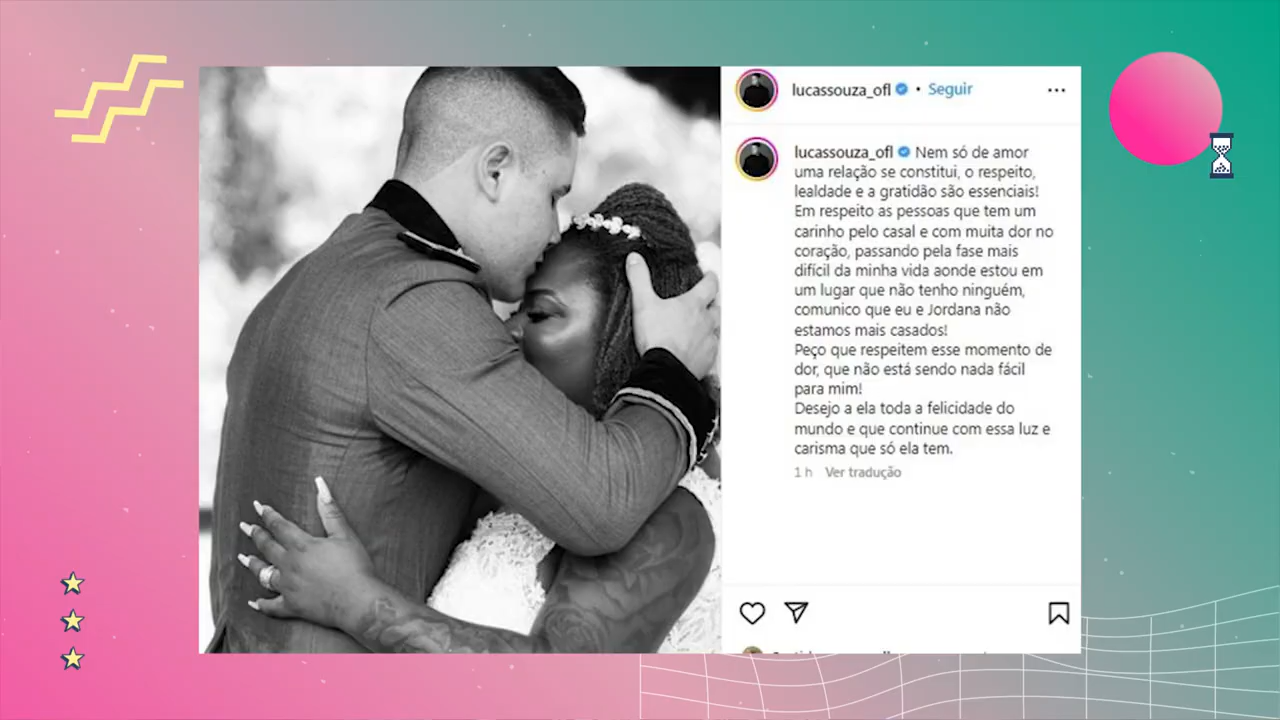 lucassouza_ofl • Seguir
lucassouza_ofl Nem só de amor
uma relação se constitui, o respeito,
lealdade e a gratidão são essenciais!
Em respeito as pessoas que tem um
carinho pelo casal e com muita dor no
coração, passando pela fase mais
difícil da minha vida aonde estou em
um lugar que não tenho ninguém,
comunico que eu e Jordana não
estamos mais casados!
Peço que respeitem esse momento de
dor, que não está sendo nada fácil
para mim!
Desejo a ela toda a felicidade do
mundo e que continue com essa luz e
carisma que só ela tem.
1 h Ver tradução